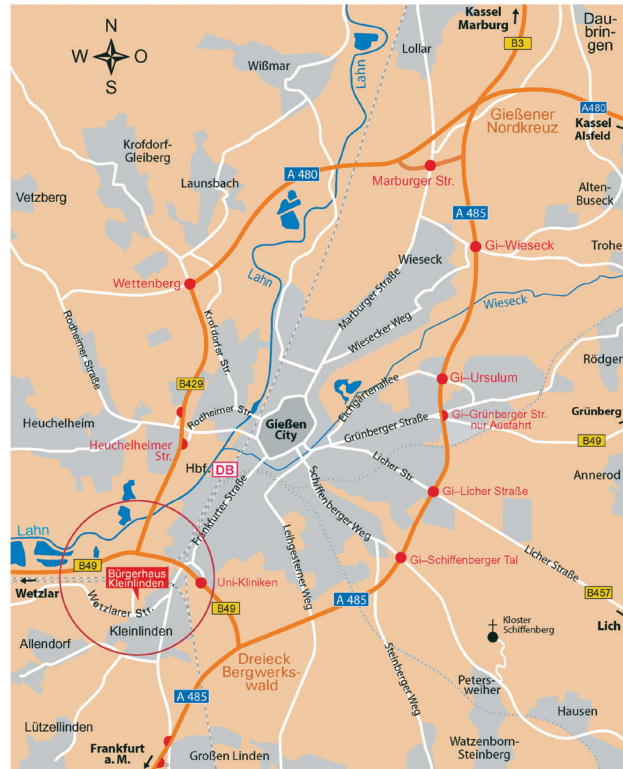 N
W
O
S
Kassel
Marburg
B3
Dau-
brin-
gen
Lollar
Lahn
Wißmar
A480
Gießener
Nordkreuz
Kassel
Alsfeld
Krofdorf-
Gleiberg
Launsbach
A 480
Marburger Str.
Vetzberg
Alten-
Buseck
A 485
Gi–Wieseck
Trohe
Wieseck
Lahn
Wettenberg
Marburger Straße
Wieseck
Wiesecker Weg
Krofdorfer Str.
Rodheimer Straße
Rödgen
Gi–Ursulum
B429
Eichgärtenallee
Rodheimer Str.
Gi–Grünberger Str.
nur Ausfahrt
Grünberg
Heuchelheim
Gießen
City
Grünberger Straße
B49
Heuchelheimer
Str.
Hbf.
DB
Licher Str.
Annerod
Gi–Licher Straße
Frankfurter Straße
Schiffenberger Weg
Lahn
Leihgesterner Weg
Gi–Schiffenberger Tal
Licher Straße
B49
Bürgerhaus
Kleinlinden
Uni-Kliniken
B457
Wetzlar
Wetzlarer Str.
B49
A 485
Kloster
Schiffenberg
Lich
Kleinlinden
Allendorf
Dreieck
Bergwerks-
wald
Steinberger Weg
Peters-
weiher
A 485
Hausen
Lützellinden
Watzenborn-
Steinberg
Frankfurt
a. M.
Großen Linden